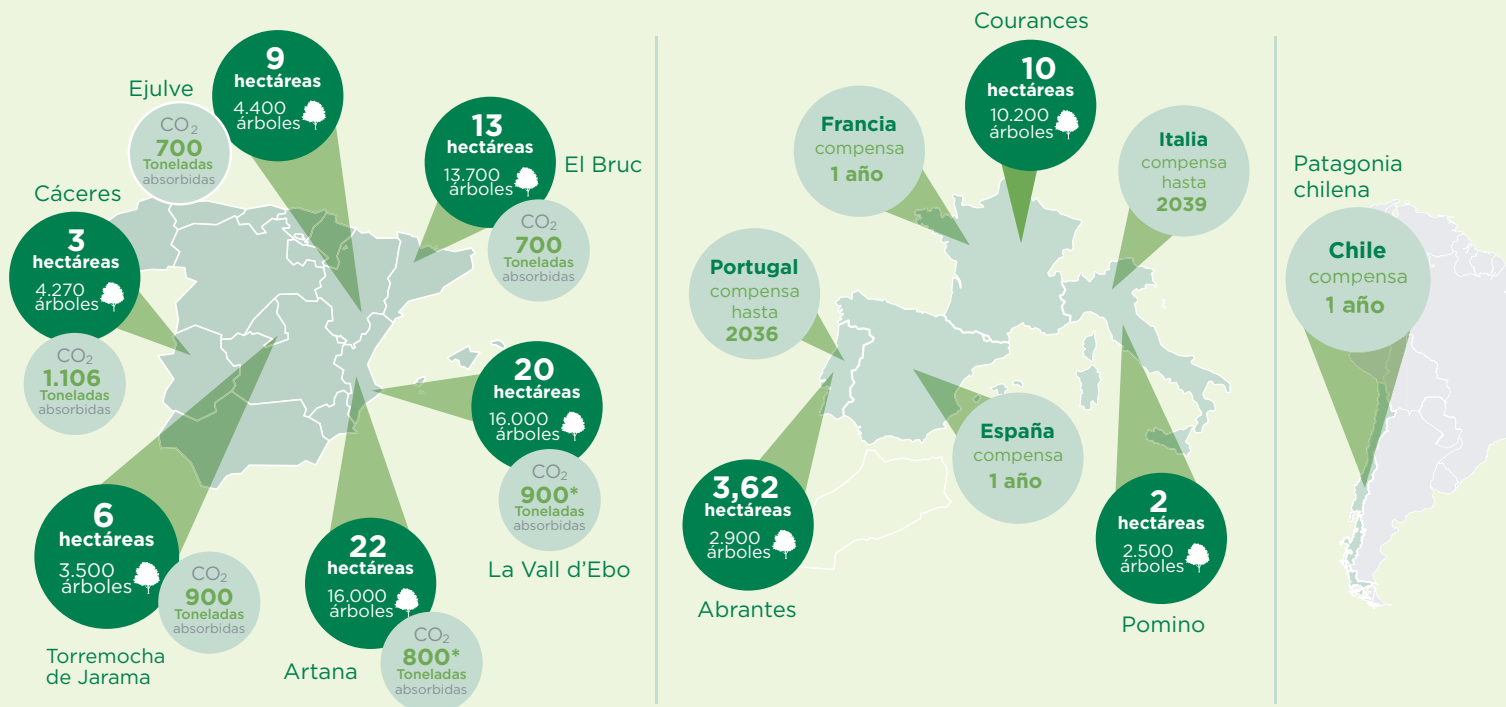 Ejulve
9
hectáreas
4.400
árboles
CO₂
700
Toneladas
absorbidas
13
hectáreas
13.700
árboles
El Bruc
CO₂
700
Toneladas
absorbidas
Cáceres
3
hectáreas
4.270
árboles
CO₂
1.106
Toneladas
absorbidas
20
hectáreas
16.000
árboles
CO₂
900*
Toneladas
absorbidas
La Vall d’Ebo
6
hectáreas
3.500
árboles
CO₂
900
Toneladas
absorbidas
Torremocha
de Jarama
22
hectáreas
16.000
árboles
Artana
CO₂
800*
Toneladas
absorbidas
Courances
10
hectáreas
10.200
árboles
Francia
compensa
1 año
Italia
compensa
hasta
2039
Portugal
compensa
hasta
2036
España
compensa
1 año
3,62
hectáreas
2.900
árboles
Abrantes
2
hectáreas
2.500
árboles
Pomino
Patagonia
chilena
Chile
compensa
1 año